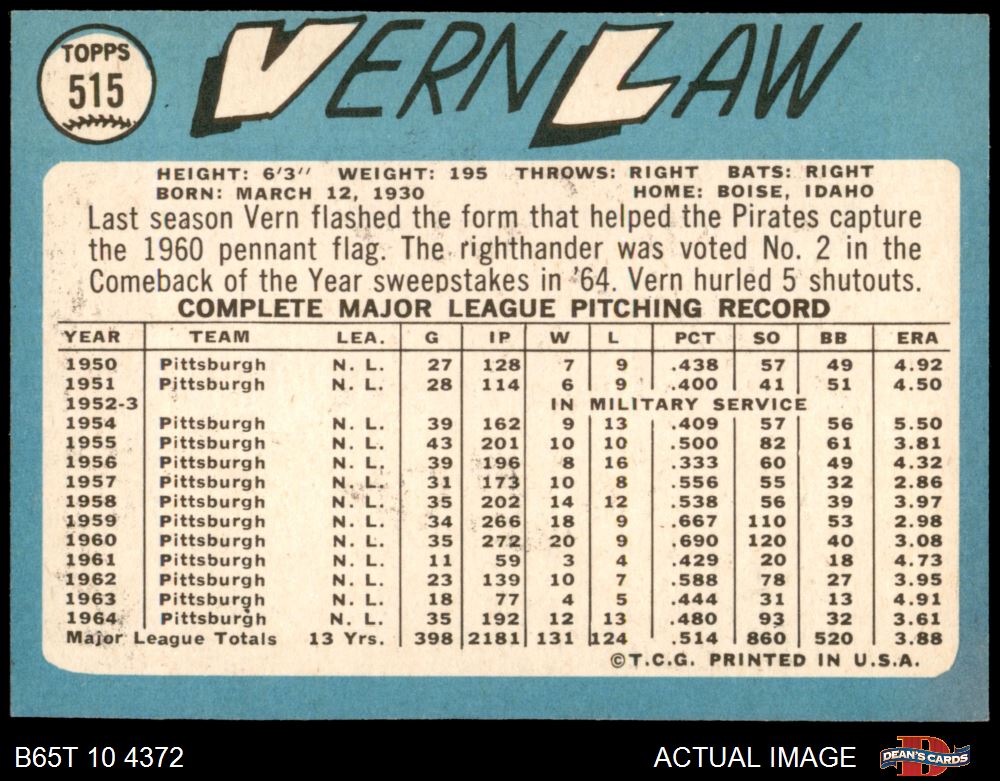 TOPPS
515
VERN LAW
HEIGHT: 6'3" WEIGHT: 195 THROWS: RIGHT BATS: RIGHT
BORN: MARCH 12, 1930 HOME: BOISE, IDAHO
Last season Vern flashed the form that helped the Pirates capture
the 1960 pennant flag. The righthander was voted No. 2 in the
Comeback of the Year sweepstakes in '64. Vern hurled 5 shutouts.
COMPLETE MAJOR LEAGUE PITCHING RECORD
YEAR TEAM LEA. G IP W L PCT SO BB ERA
1950 Pittsburgh N. L. 27 128 7 9 .438 57 49 4.92
1951 Pittsburgh N. L. 28 114 6 9 .400 41 51 4.50
1952-3 IN MILITARY SERVICE
1954 Pittsburgh N. L. 39 162 9 13 .409 57 56 5.50
1955 Pittsburgh N. L. 43 201 10 10 .500 82 61 3.81
1956 Pittsburgh N. L. 39 196 8 16 .333 60 49 4.32
1957 Pittsburgh N. L. 31 173 10 8 .556 55 32 2.86
1958 Pittsburgh N. L. 35 202 14 12 .538 56 39 3.97
1959 Pittsburgh N. L. 34 266 18 9 .667 110 53 2.98
1960 Pittsburgh N. L. 35 272 20 9 .690 120 40 3.08
1961 Pittsburgh N. L. 11 59 3 4 .429 20 18 4.73
1962 Pittsburgh N. L. 23 139 10 7 .588 78 27 3.95
1963 Pittsburgh N. L. 18 77 4 5 .444 31 13 4.91
1964 Pittsburgh N. L. 35 192 12 13 .480 93 32 3.61
Major League Totals 13 Yrs. 398 2181 131 124 .514 860 520 3.88
©T.C.G. PRINTED IN U.S.A.
B65T 10 4372 ACTUAL IMAGE DEAN'S CARDS